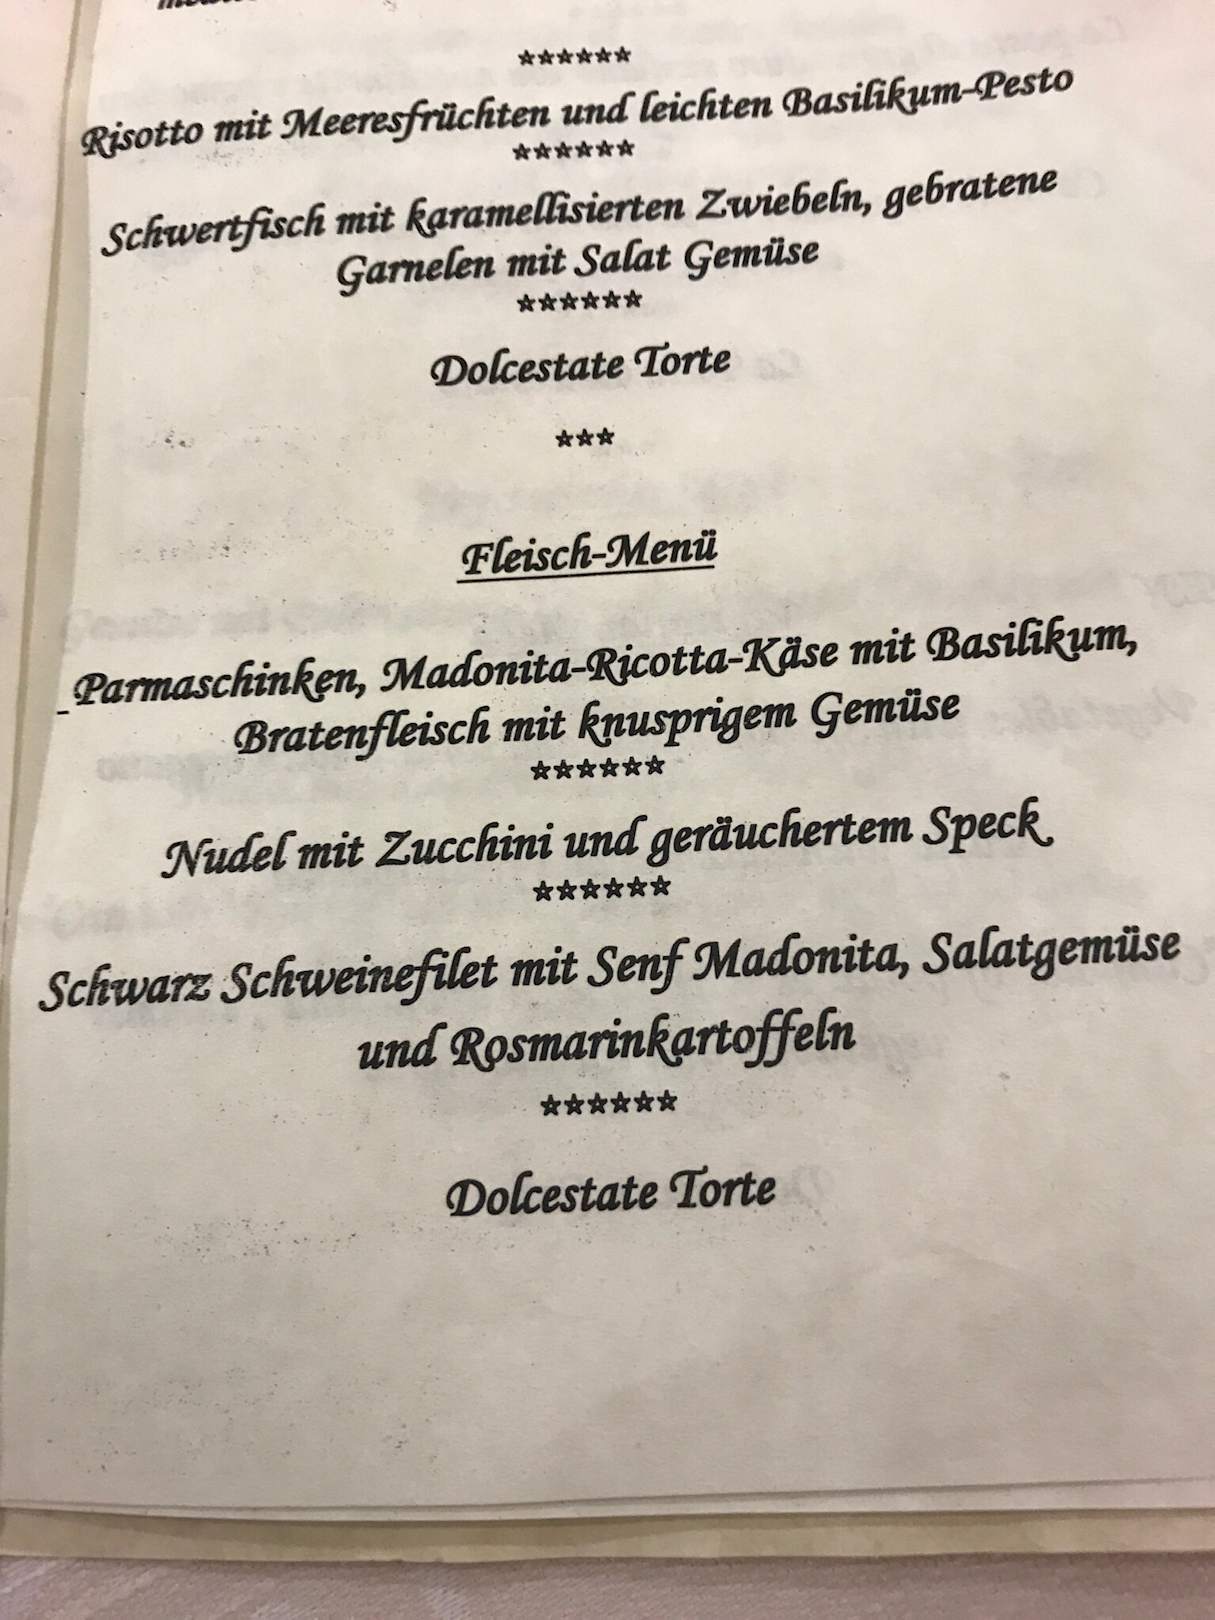 ******
Risotto mit Meeresfrüchten und leichten Basilikum-Pesto
******
Schwertfisch mit karamellisierten Zwiebeln, gebratene
Garnelen mit Salat Gemüse
******
Dolcestate Torte
***
Fleisch-Menü
Parmaschinken, Madonita-Ricotta-Käse mit Basilikum,
Bratenfleisch mit knusprigem Gemüse
******
Nudel mit Zucchini und geräuchertem Speck
******
Schwarz Schweinefilet mit Senf Madonita, Salatgemüse
und Rosmarinkartoffeln
******
Dolcestate Torte